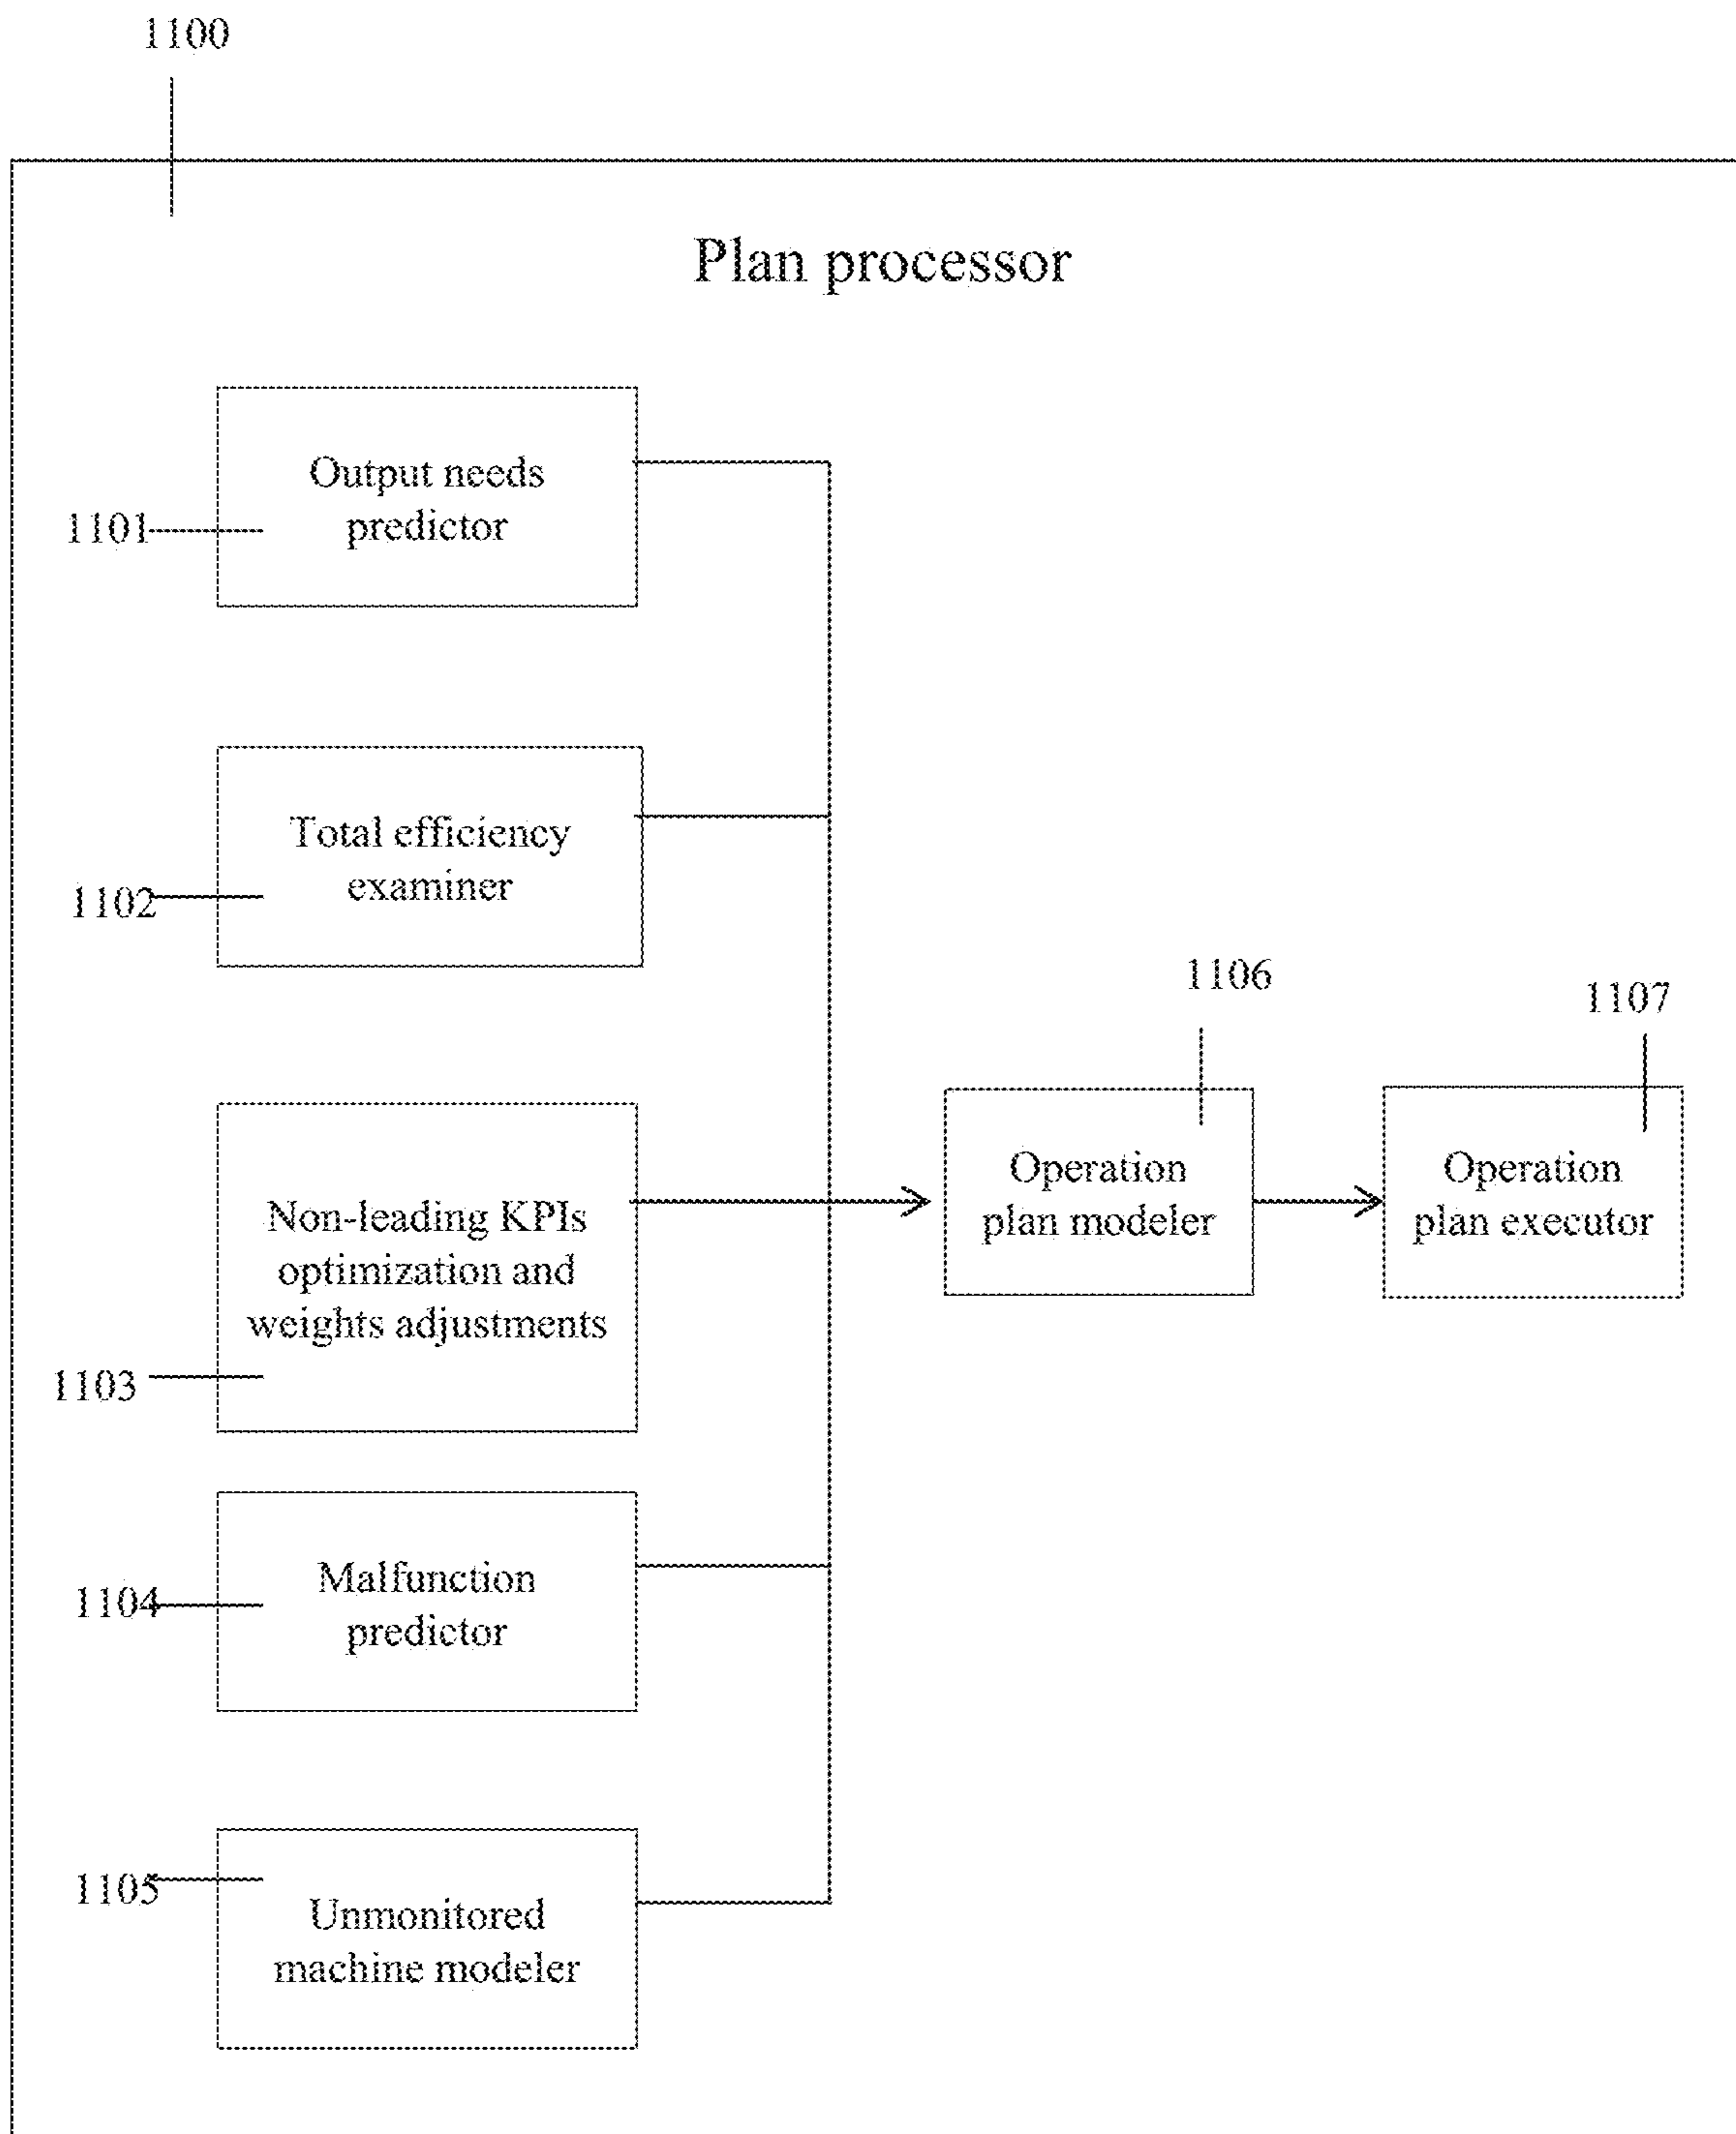 1100
Plan processor
Output needs
predictor
1101
Total efficiency
examiner
1102
1106
1107
Operation
plan modeler
Operation
plan executor
Non-leading KPIs
optimization and
weights adjustments
1103
Malfunction
predictor
1104
1105
Unmonitored
machine modeler